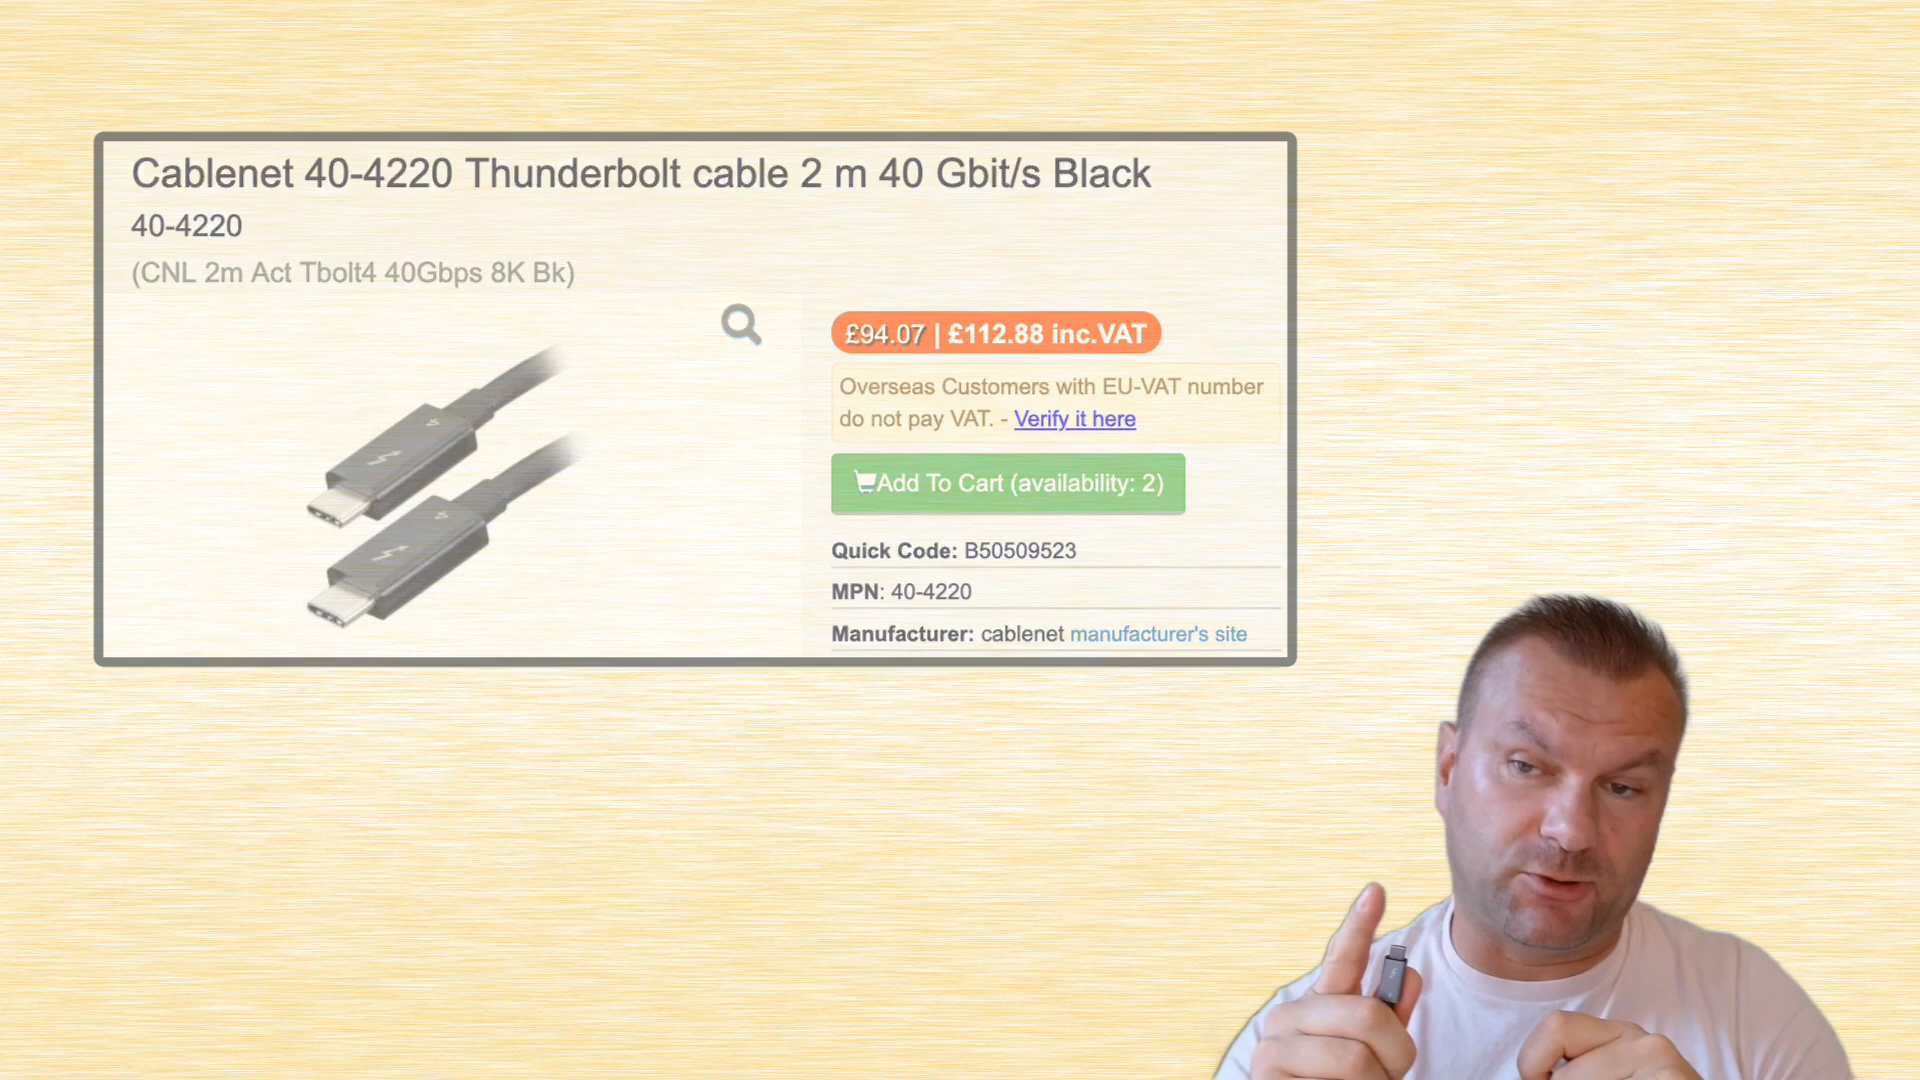 Cablenet 40-4220 Thunderbolt cable 2 m 40 Gbit/s Black
40-4220
(CNL 2m Act Tbolt4 40Gbps 8K Bk)
£94.07 | £112.88 inc.VAT
Overseas Customers with EU-VAT number
do not pay VAT. - Verify it here
Add To Cart (availability: 2)
Quick Code: B50509523
MPN: 40-4220
Manufacturer: cablenet manufacturer's site
4
4